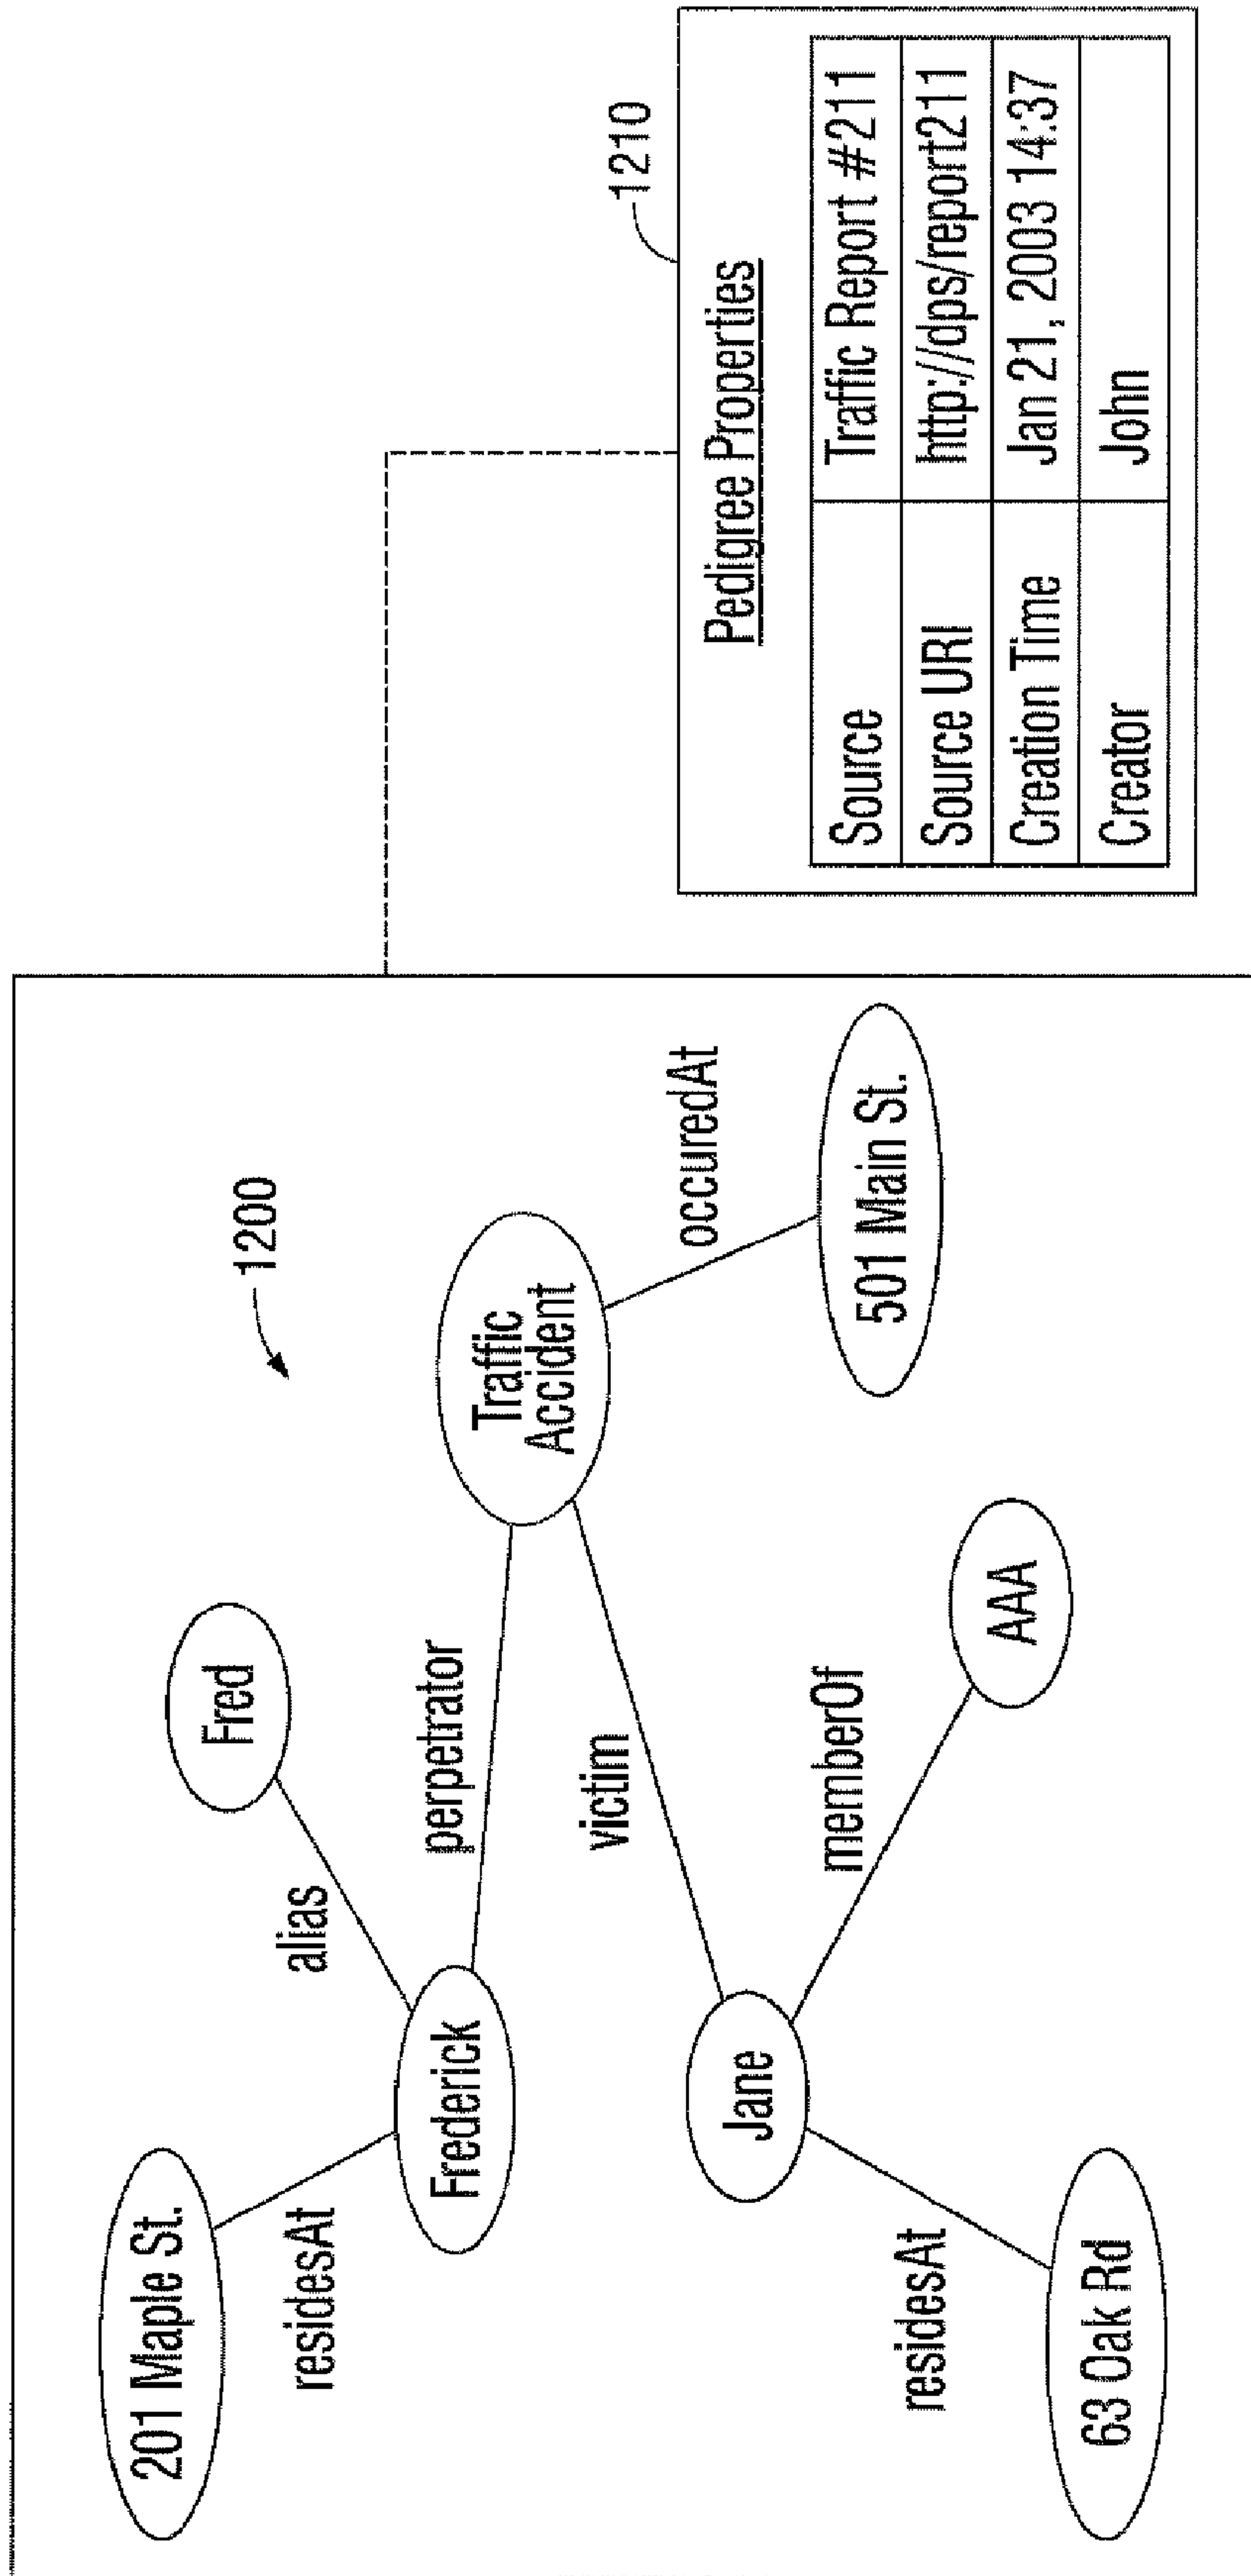 1200
201 Maple St.
Fred
residesAt
alias
Frederick
perpetrator
Traffic
Accident
victim
occuredAt
Jane
memberOf
501 Main St.
residesAt
AAA
63 Oak Rd
1210
Pedigree Properties
Source Traffic Report #211
Source URI http://dps/report211
Creation Time Jan 21, 2003 14:37
Creator John